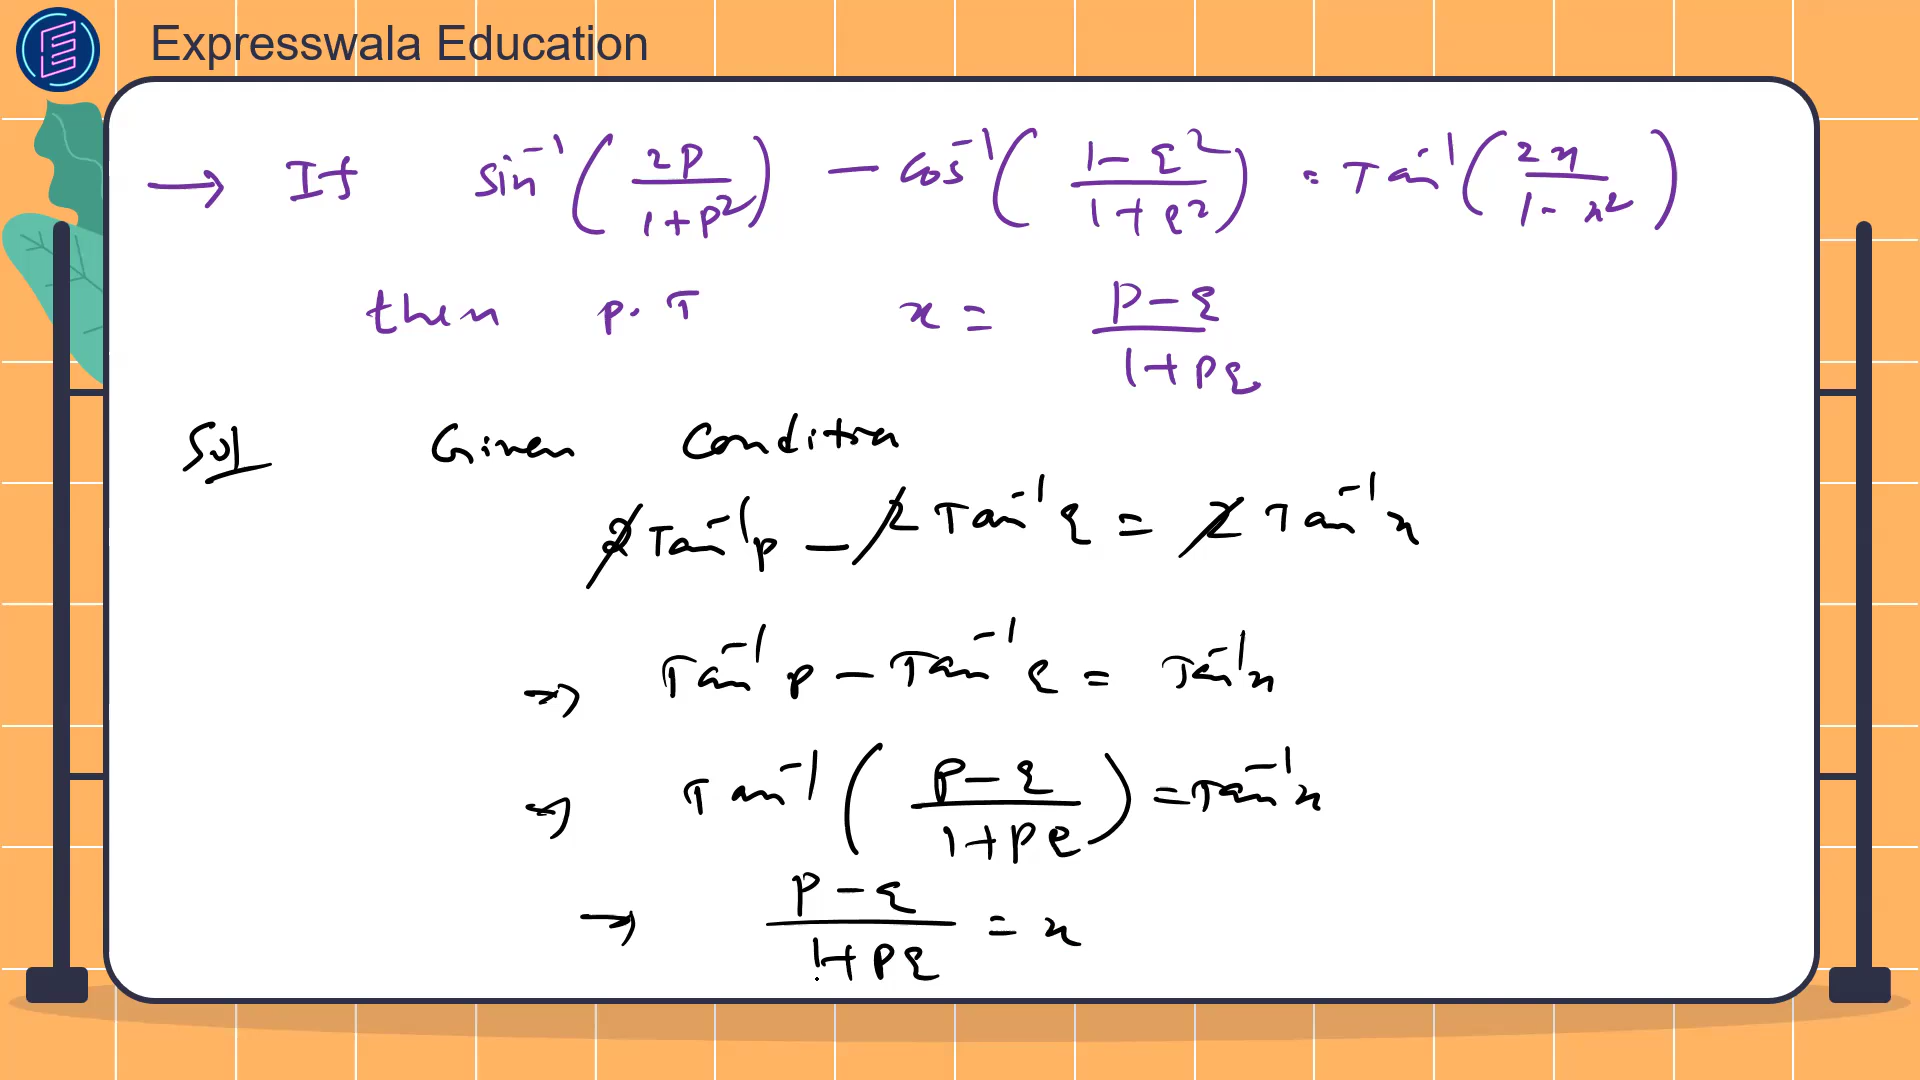 Expresswala Education
→ If sin⁻¹(2p/(1+p²)) − cos⁻¹((1−q²)/(1+q²)) = Tan⁻¹(2x/(1−x²))
then p.T x = (p−q)/(1+pq)
Sol Given Condition
2Tan⁻¹p − 2Tan⁻¹q = 2Tan⁻¹x
⇒ Tan⁻¹p − Tan⁻¹q = Tan⁻¹x
⇒ Tan⁻¹((p−q)/(1+pq)) = Tan⁻¹x
→ (p−q)/(1+pq) = x